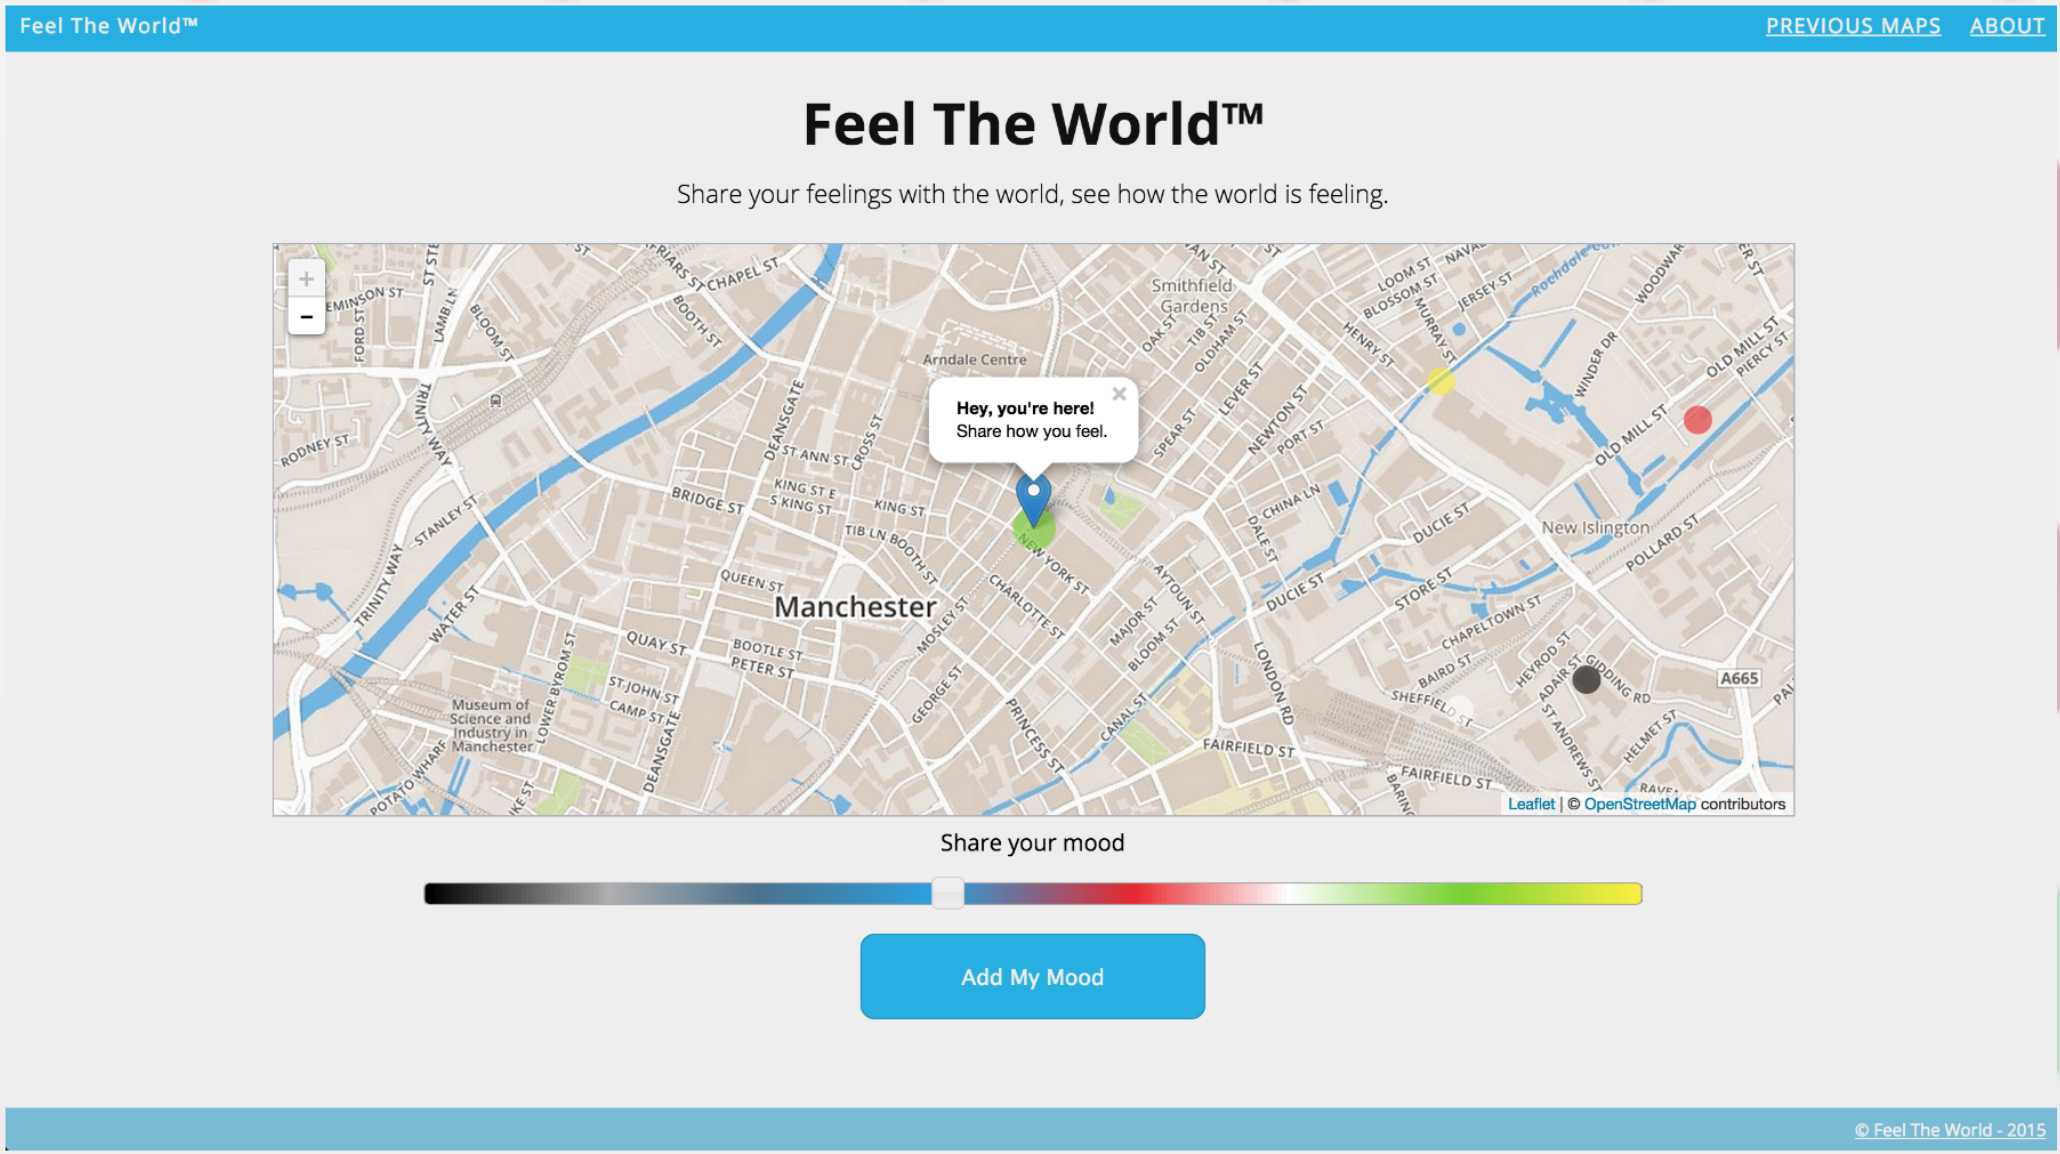 Feel The World™
PREVIOUS MAPS ABOUT
Feel The World™
Share your feelings with the world, see how the world is feeling.
+
-
EMINSON ST
FORD ST
LAMB LN
BLOOM ST
CHAPEL ST
BOOTH ST
TRINITY WAY
RODNEY ST
STANLEY ST
TRINITY WAY
WATER ST
DEANSGATE
ST ANN ST
CROSS ST
KING ST E
S KING ST
KING ST
BRIDGE ST
TIB LN
BOOTH ST
Arndale Centre
Smithfield
Gardens
OAK ST
TIB ST
OLDHAM ST
LEVER ST
SPEAR ST
NEWTON ST
PORT ST
HENRY ST
LOOM ST
BLOSSOM ST
MURRAY ST
JERSEY ST
WINDER DR
OLD MILL ST
PIERCY ST
OLD MILL ST
Hey, you're here!
Share how you feel.
×
CHINA LN
DALE ST
DUCIE ST
New Islington
POLLARD ST
DUCIE ST
STORE ST
CHAPELTOWN ST
BAIRD ST
HEYROD ST
ADAIR ST
GIDDING RD
SHEFFIELD ST
ST ANDREWS ST
HELMET ST
A665
NEW YORK ST
CHARLOTTE ST
AYTOUN ST
MAJOR ST
BLOOM ST
QUEEN ST
Manchester
MOSLEY ST
QUAY ST
BOOTLE ST
PETER ST
ST JOHN ST
CAMP ST
LOWER BYROM ST
DEANSGATE
GEORGE ST
PRINCESS ST
CANAL ST
LONDON RD
FAIRFIELD ST
FAIRFIELD ST
Museum of
Science and
Industry in
Manchester
POTATO WHARF
Leaflet | © OpenStreetMap contributors
Share your mood
Add My Mood
© Feel The World - 2015